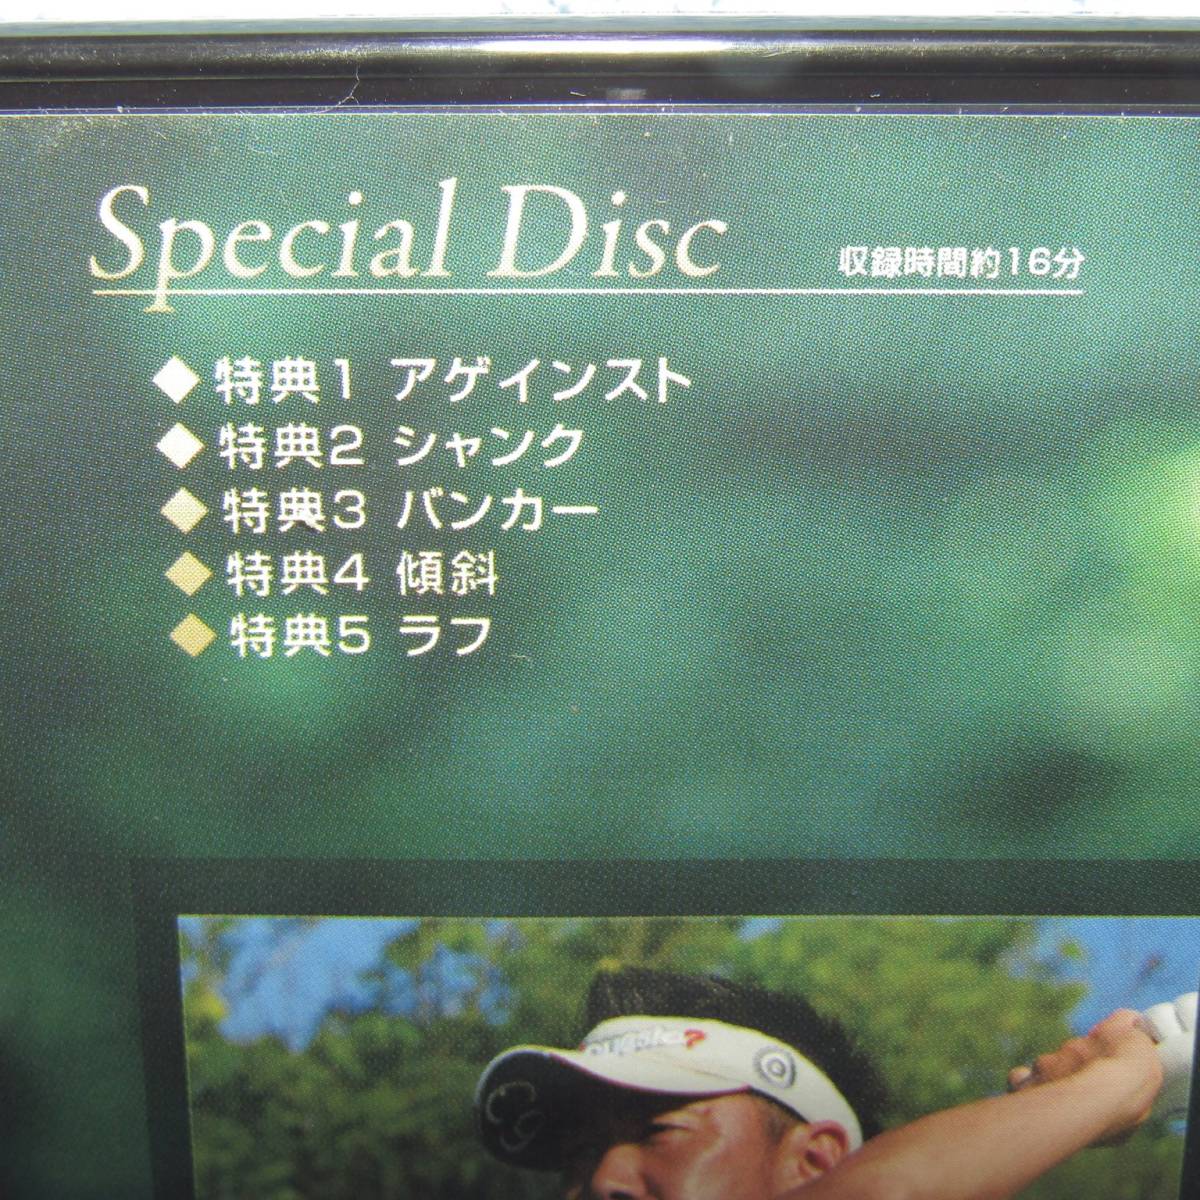 Special Disc
収録時間約16分
◆特典1 アゲインスト
◆特典2 シャンク
◆特典3 バンカー
◆特典4 傾斜
◆特典5 ラフ